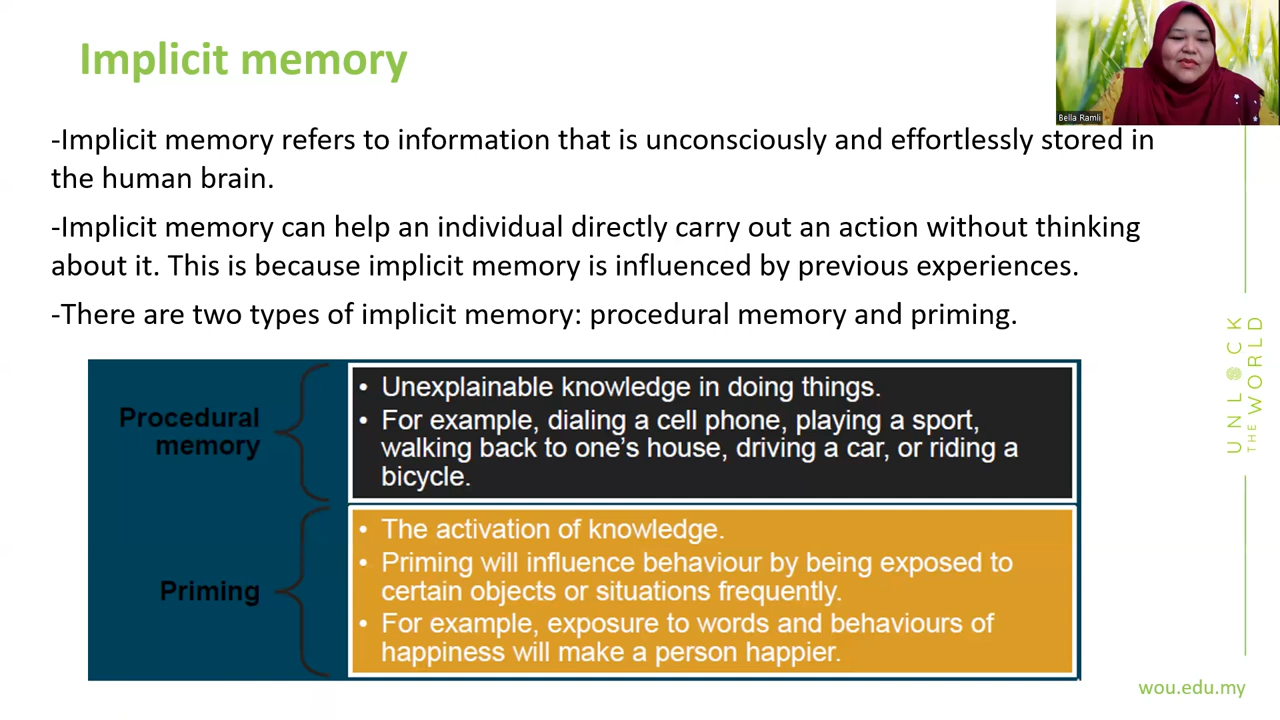 Implicit memory
Bella Ramli
-Implicit memory refers to information that is unconsciously and effortlessly stored in
the human brain.
-Implicit memory can help an individual directly carry out an action without thinking
about it. This is because implicit memory is influenced by previous experiences.
-There are two types of implicit memory: procedural memory and priming.
Procedural
memory
• Unexplainable knowledge in doing things.
• For example, dialing a cell phone, playing a sport,
walking back to one’s house, driving a car, or riding a
bicycle.
Priming
• The activation of knowledge.
• Priming will influence behaviour by being exposed to
certain objects or situations frequently.
• For example, exposure to words and behaviours of
happiness will make a person happier.
UNLOCK
THE WORLD
wou.edu.my